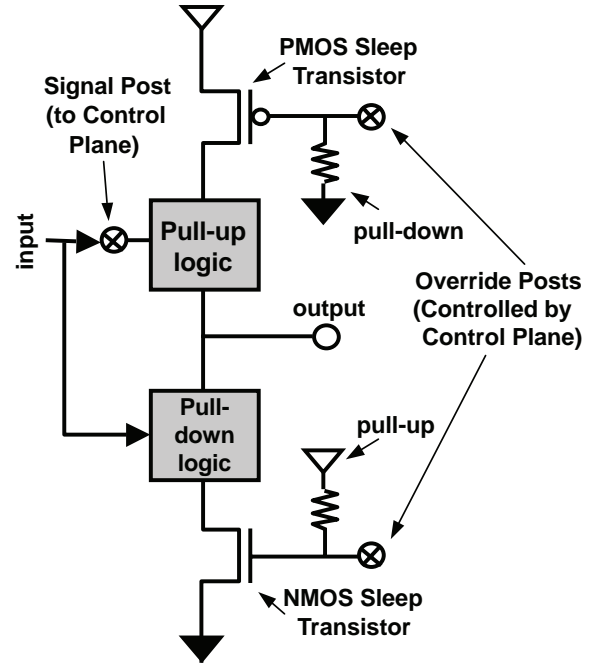 PMOS Sleep
Transistor
Signal Post
(to Control
Plane)
input
Pull-up
logic
pull-down
Override Posts
(Controlled by
Control Plane)
output
Pull-
down
logic
pull-up
NMOS Sleep
Transistor